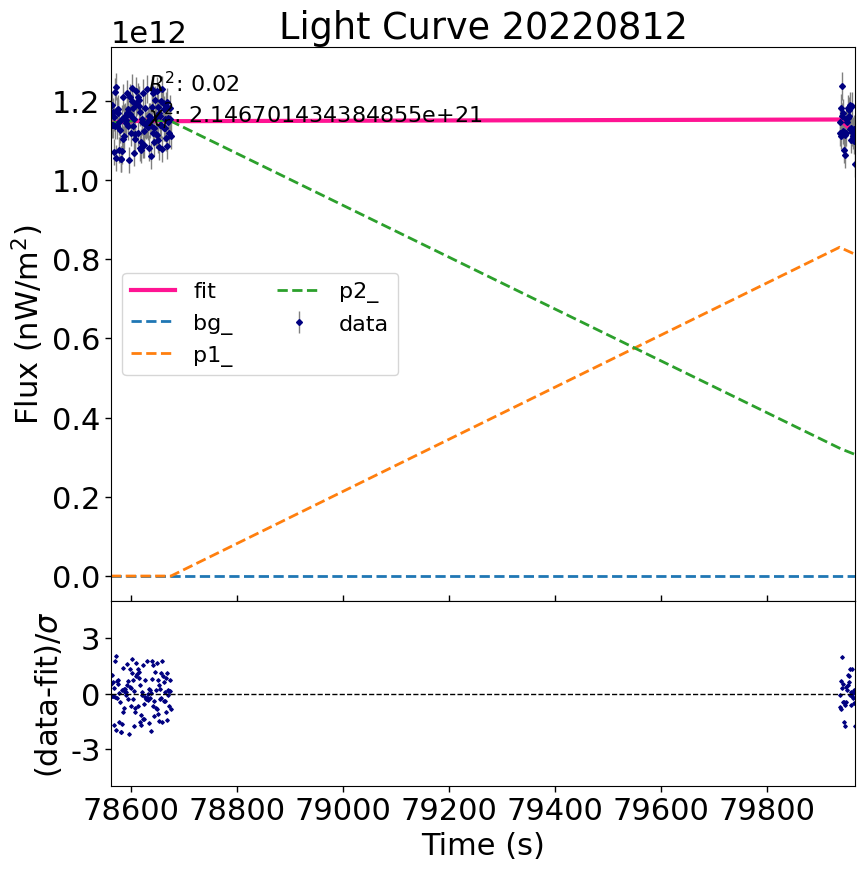 Light Curve 20220812
1e12
R²: 0.02
: 2.146701434384855e+21
1.2
1.0
0.8
0.6
0.4
0.2
0.0
Flux (nW/m²)
fit
bg_
p1_
p2_
data
3
0
-3
(data-fit)/σ
78600 78800 79000 79200 79400 79600 79800
Time (s)